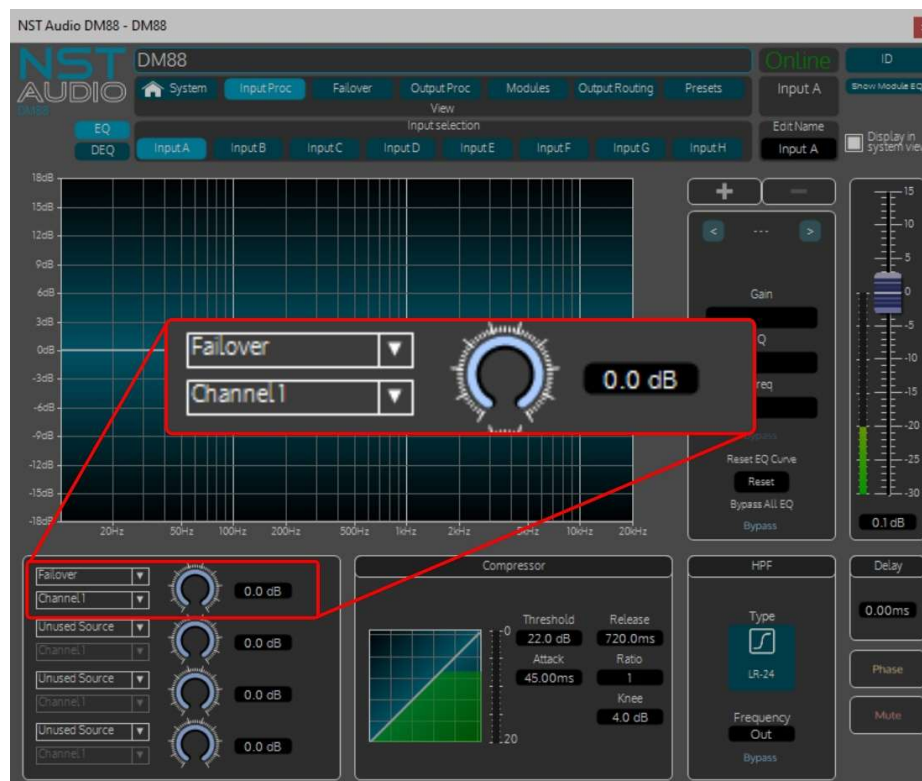 NST Audio DM88 - DM88
NST
AUDIO
DM88
DM88
Online
ID
System
Input Proc
Failover
Output Proc
Modules
Output Routing
Presets
Input A
Show Module EQ
View
EQ
Input selection
Edit Name
DEQ
Input A
Input B
Input C
Input D
Input E
Input F
Input G
Input H
Input A
Display in
system view
18dB
15dB
12dB
9dB
6dB
3dB
0dB
-3dB
-6dB
-9dB
-12dB
-15dB
-18dB
20Hz
50Hz
100Hz
200Hz
500Hz
1kHz
2kHz
5kHz
10kHz
20kHz
Failover
Channel 1
0.0 dB
+
-
< --- >
Gain
Q
req
Bypass
Reset EQ Curve
Reset
Bypass All EQ
Bypass
15
10
5
0
-5
-10
-15
-20
-25
-30
0.1 dB
Failover
Channel 1
0.0 dB
Unused Source
Channel 1
0.0 dB
Unused Source
Channel 1
0.0 dB
Unused Source
Channel 1
0.0 dB
Compressor
0
20
Threshold
22.0 dB
Release
720.0ms
Attack
45.00ms
Ratio
1
Knee
4.0 dB
HPF
Type
LR-24
Frequency
Out
Bypass
Delay
0.00ms
Phase
Mute